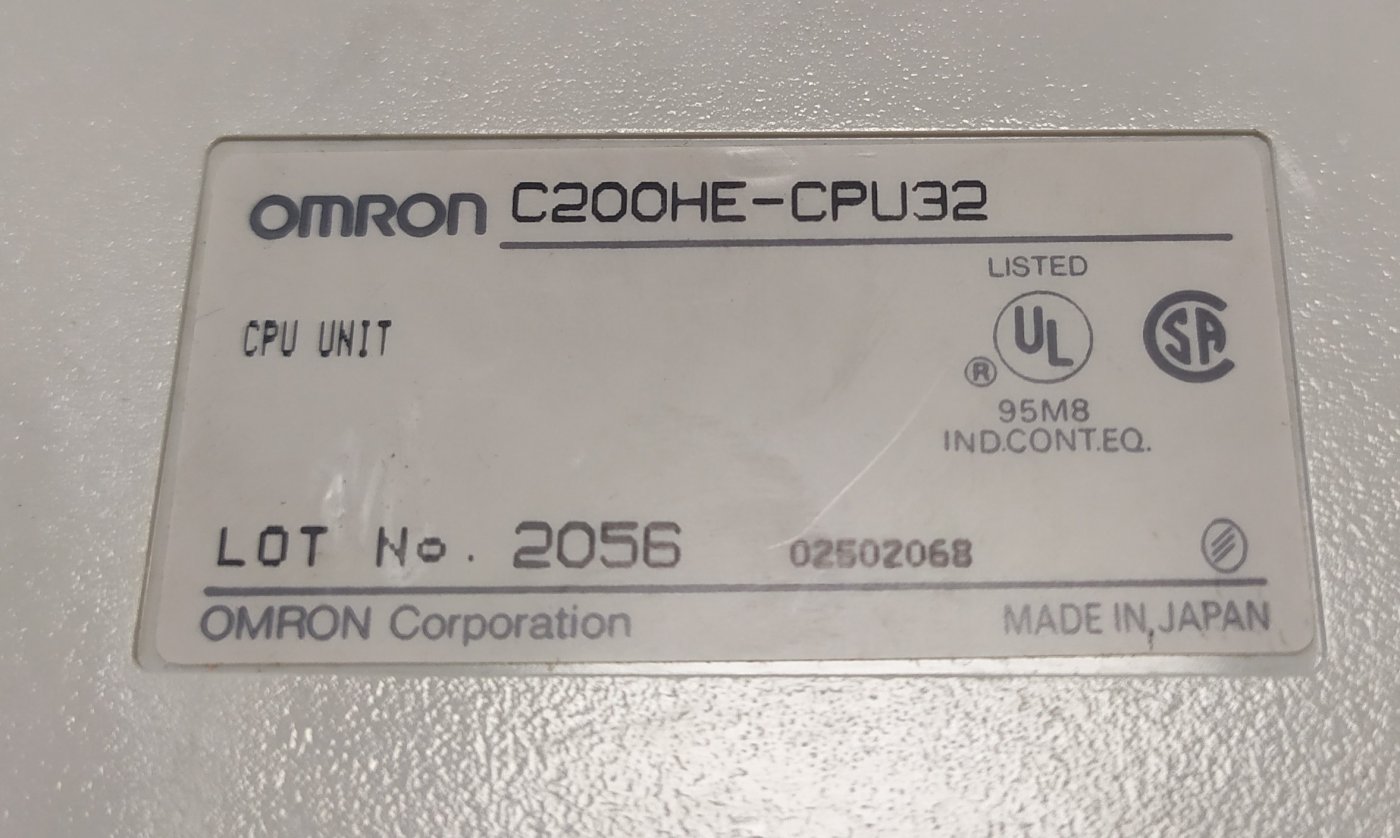 OMRON C200HE-CPU32
LISTED
CPU UNIT
UL
SA
®
95M8
IND.CONT.EQ.
LOT No. 2056 02502068
OMRON Corporation MADE IN JAPAN